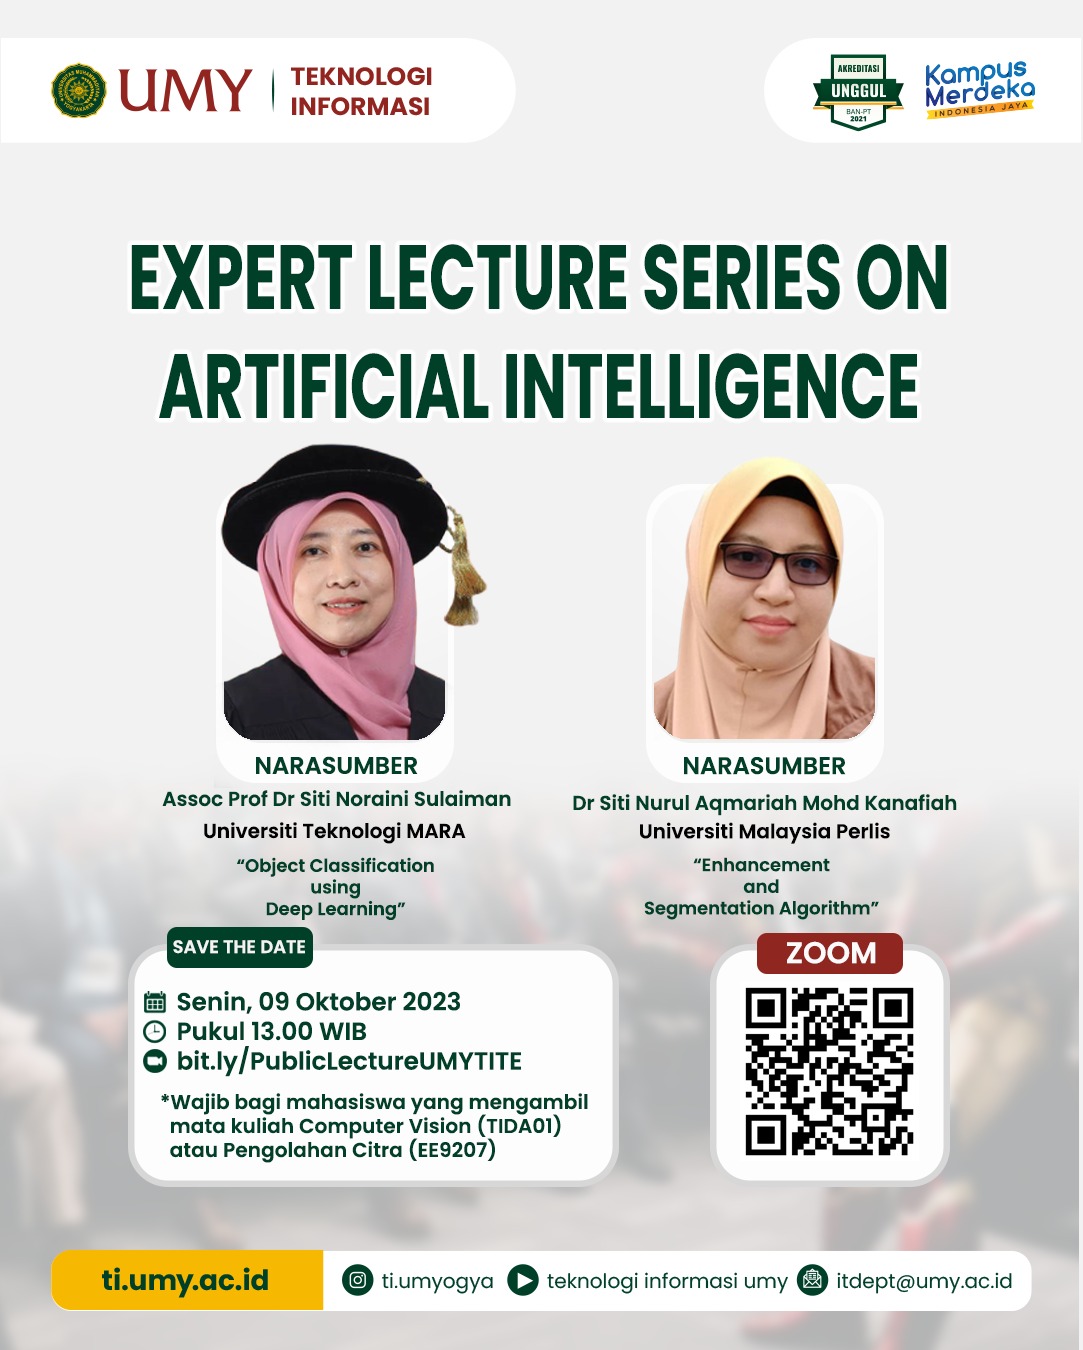 UMY
TEKNOLOGI
INFORMASI
AKREDITASI
UNGGUL
BAN-PT
2021
Kampus
Merdeka
INDONESIA JAYA
EXPERT LECTURE SERIES ON
ARTIFICIAL INTELLIGENCE
NARASUMBER
Assoc Prof Dr Siti Noraini Sulaiman
Universiti Teknologi MARA
“Object Classification
using
Deep Learning”
NARASUMBER
Dr Siti Nurul Aqmariah Mohd Kanafiah
Universiti Malaysia Perlis
“Enhancement
and
Segmentation Algorithm”
SAVE THE DATE
Senin, 09 Oktober 2023
Pukul 13.00 WIB
bit.ly/PublicLectureUMYTITE
*Wajib bagi mahasiswa yang mengambil
mata kuliah Computer Vision (TIDA01)
atau Pengolahan Citra (EE9207)
ZOOM
ti.umy.ac.id
ti.umyogya
teknologi informasi umy
itdept@umy.ac.id